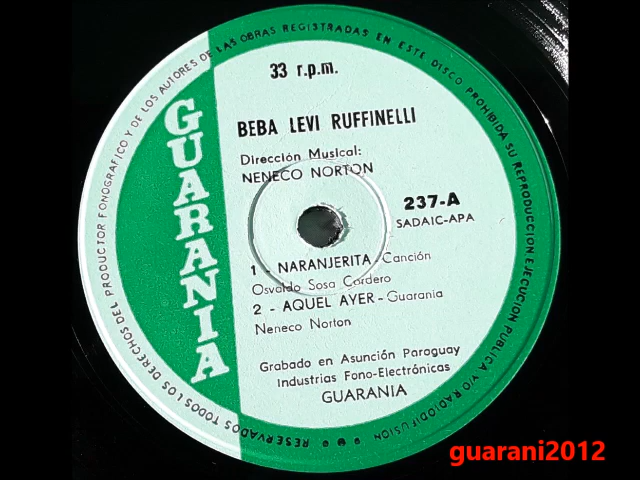 RESERVADOS TODOS LOS DERECHOS DEL PRODUCTOR FONOGRAFICO Y DE LOS AUTORES DE LAS OBRAS REGISTRADAS EN ESTE DISCO PROHIBIDA SU REPRODUCCION EJECUCION PUBLICA Y/O RADIODIFUSION
GUARANIA
33 r.p.m.
BEBA LEVI RUFFINELLI
Dirección Musical:
NENECO NORTON
237-A
SADAIC-APA
1 - NARANJERITA - Canción
Osvaldo Sosa Cordero
2 - AQUEL AYER - Guarania
Neneco Norton
Grabado en Asunción Paraguay
Industrias Fono-Electrónicas
GUARANIA
guarani2012